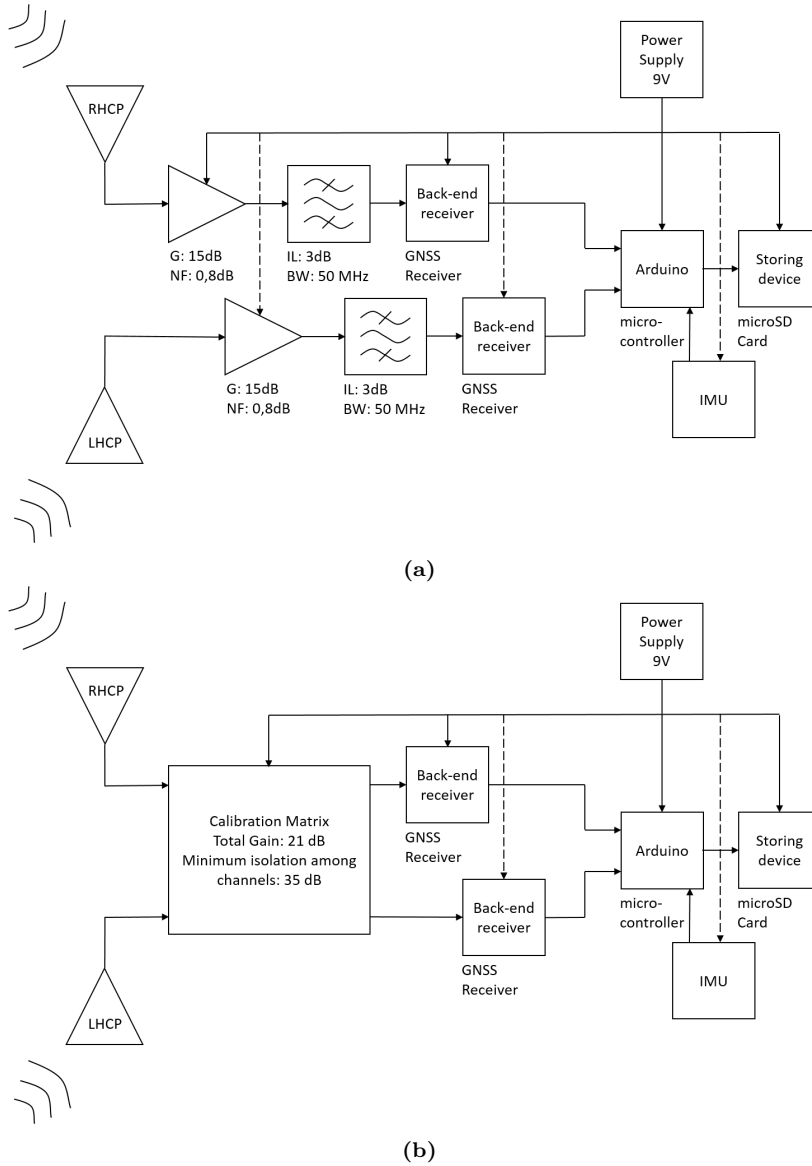 Power
Supply
9V
RHCP
Back-end
receiver
Arduino
Storing
device
G: 15dB
NF: 0,8dB
IL: 3dB
BW: 50 MHz
GNSS
Receiver
Back-end
receiver
micro-
controller
microSD
Card
G: 15dB
NF: 0,8dB
IL: 3dB
BW: 50 MHz
GNSS
Receiver
IMU
LHCP
(a)
Power
Supply
9V
RHCP
Back-end
receiver
Calibration Matrix
Total Gain: 21 dB
Minimum isolation among
channels: 35 dB
GNSS
Receiver
Arduino
Storing
device
Back-end
receiver
micro-
controller
microSD
Card
GNSS
Receiver
IMU
LHCP
(b)